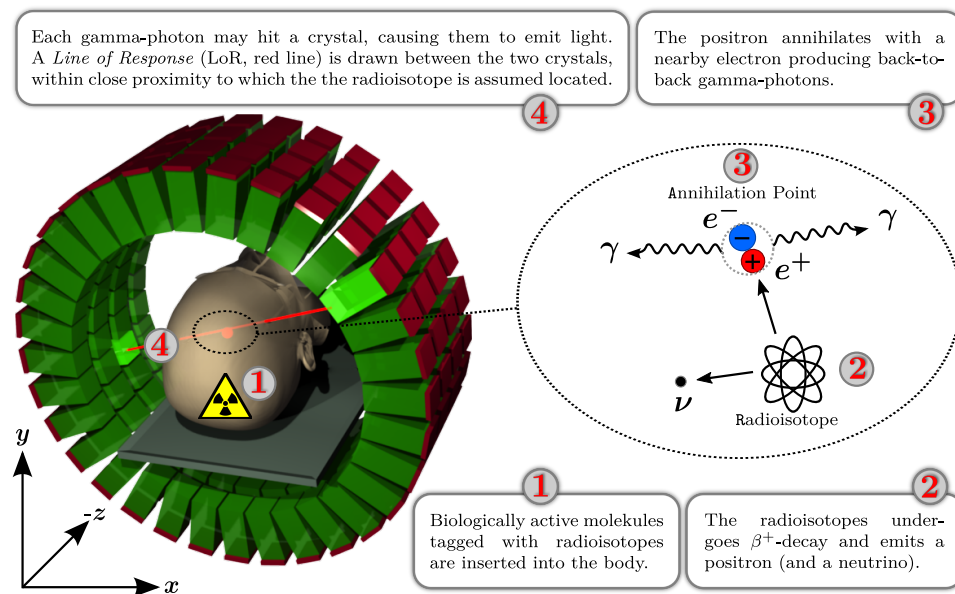 Each gamma-photon may hit a crystal, causing them to emit light.
A Line of Response (LoR, red line) is drawn between the two crystals,
within close proximity to which the the radioisotope is assumed located.
4
The positron annihilates with a
nearby electron producing back-to-
back gamma-photons.
3
3
Annihilation Point
e−
γ
γ
e+
4
1
2
ν
Radioisotope
y
-z
x
1
Biologically active molekules
tagged with radioisotopes
are inserted into the body.
2
The radioisotopes under-
goes β+-decay and emits a
positron (and a neutrino).